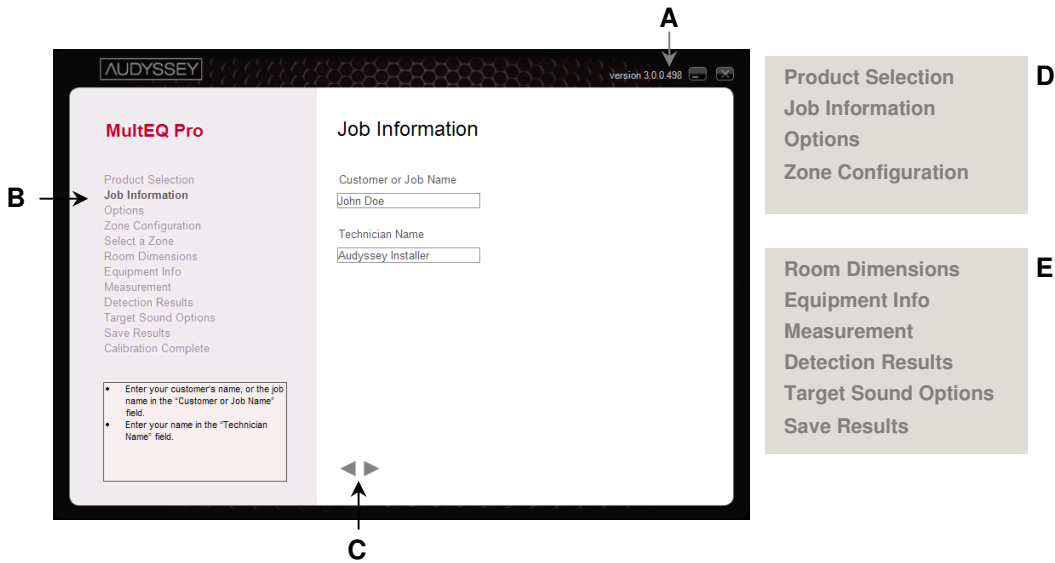 A
AUDYSSEY
version 3.0.0.498
MultEQ Pro
Product Selection
Job Information
Options
Zone Configuration
Select a Zone
Room Dimensions
Equipment Info
Measurement
Detection Results
Target Sound Options
Save Results
Calibration Complete
• Enter your customer's name, or the job
name in the “Customer or Job Name”
field.
• Enter your name in the “Technician
Name” field.
B
Job Information
Customer or Job Name
John Doe
Technician Name
Audyssey Installer
C
Product Selection
Job Information
Options
Zone Configuration
D
Room Dimensions
Equipment Info
Measurement
Detection Results
Target Sound Options
Save Results
E